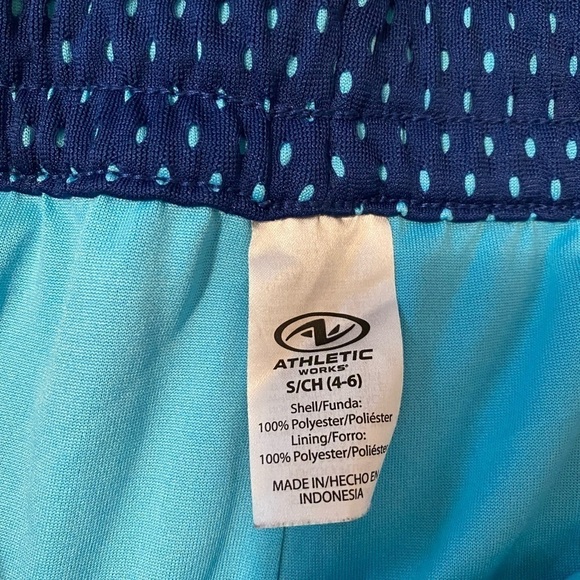 ATHLETIC
WORKS®
S/CH (4-6)
Shell/Funda:
100% Polyester/Poliéster
Lining/Forro:
100% Polyester/Poliéster
MADE IN/HECHO EN
INDONESIA